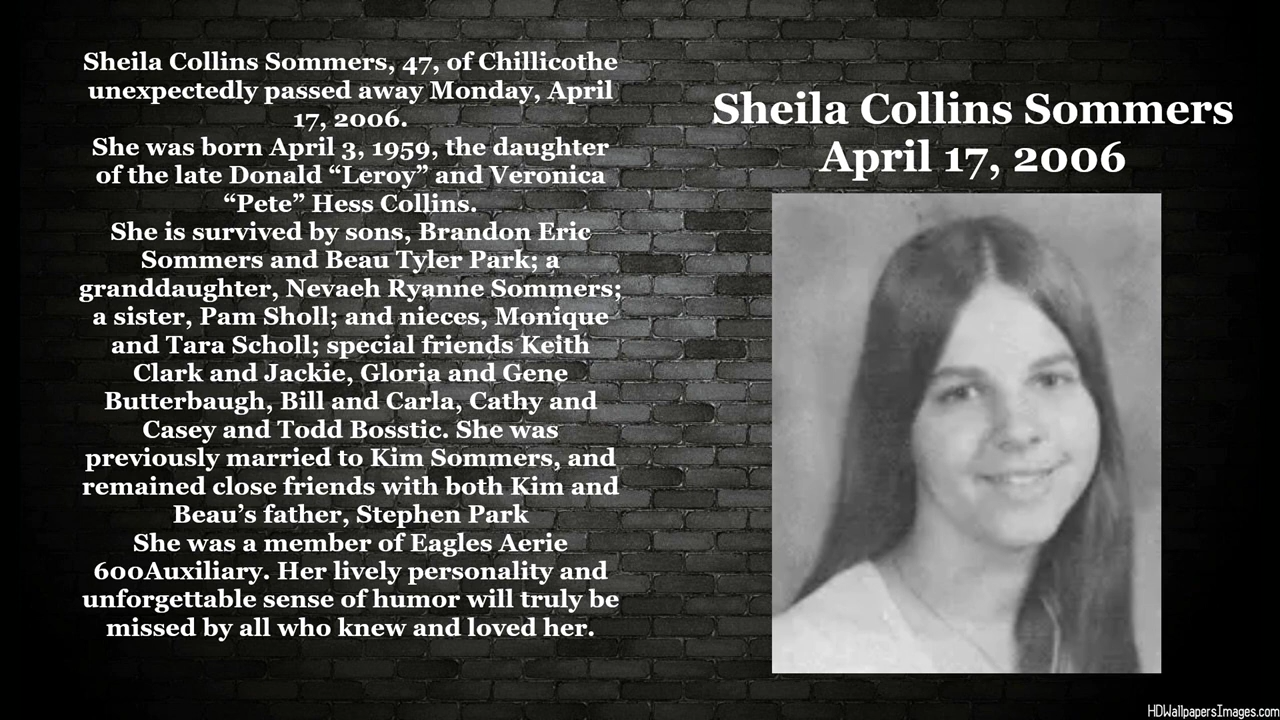 Sheila Collins Sommers, 47, of Chillicothe
unexpectedly passed away Monday, April
17, 2006.
She was born April 3, 1959, the daughter
of the late Donald “Leroy” and Veronica
“Pete” Hess Collins.
She is survived by sons, Brandon Eric
Sommers and Beau Tyler Park; a
granddaughter, Nevaeh Ryanne Sommers;
a sister, Pam Sholl; and nieces, Monique
and Tara Scholl; special friends Keith
Clark and Jackie, Gloria and Gene
Butterbaugh, Bill and Carla, Cathy and
Casey and Todd Bosstic. She was
previously married to Kim Sommers, and
remained close friends with both Kim and
Beau’s father, Stephen Park
She was a member of Eagles Aerie
600Auxiliary. Her lively personality and
unforgettable sense of humor will truly be
missed by all who knew and loved her.
Sheila Collins Sommers
April 17, 2006
HDWallpapersImages.com